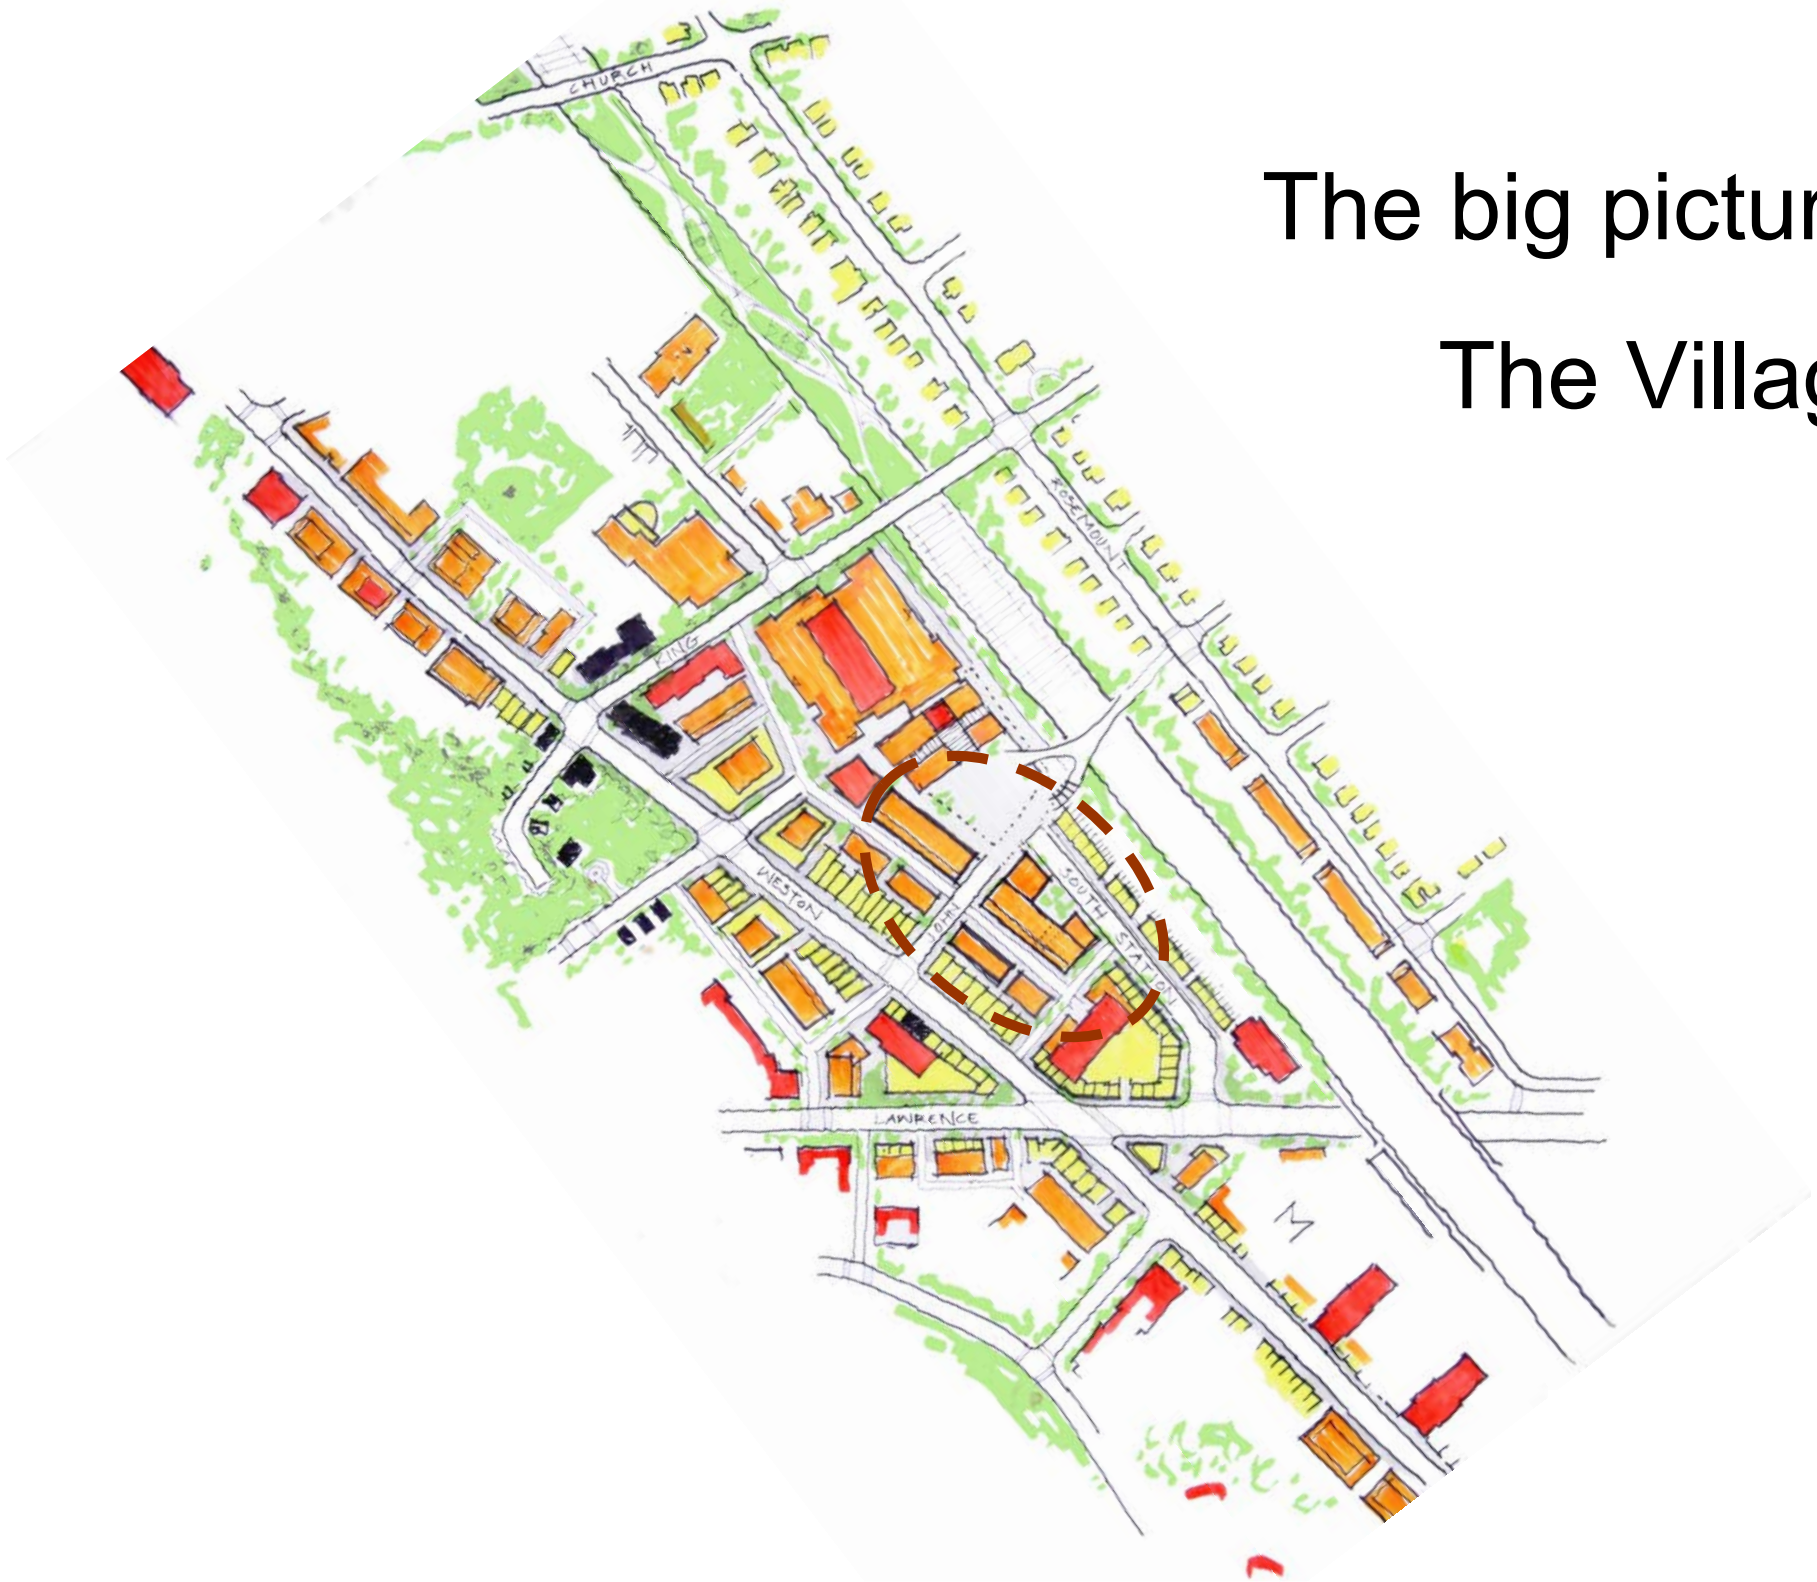 The big pictur
The Villag
CHURCH
ROSEMOUNT
KING
WESTON
JOHN
SOUTH STATION
LAWRENCE
M